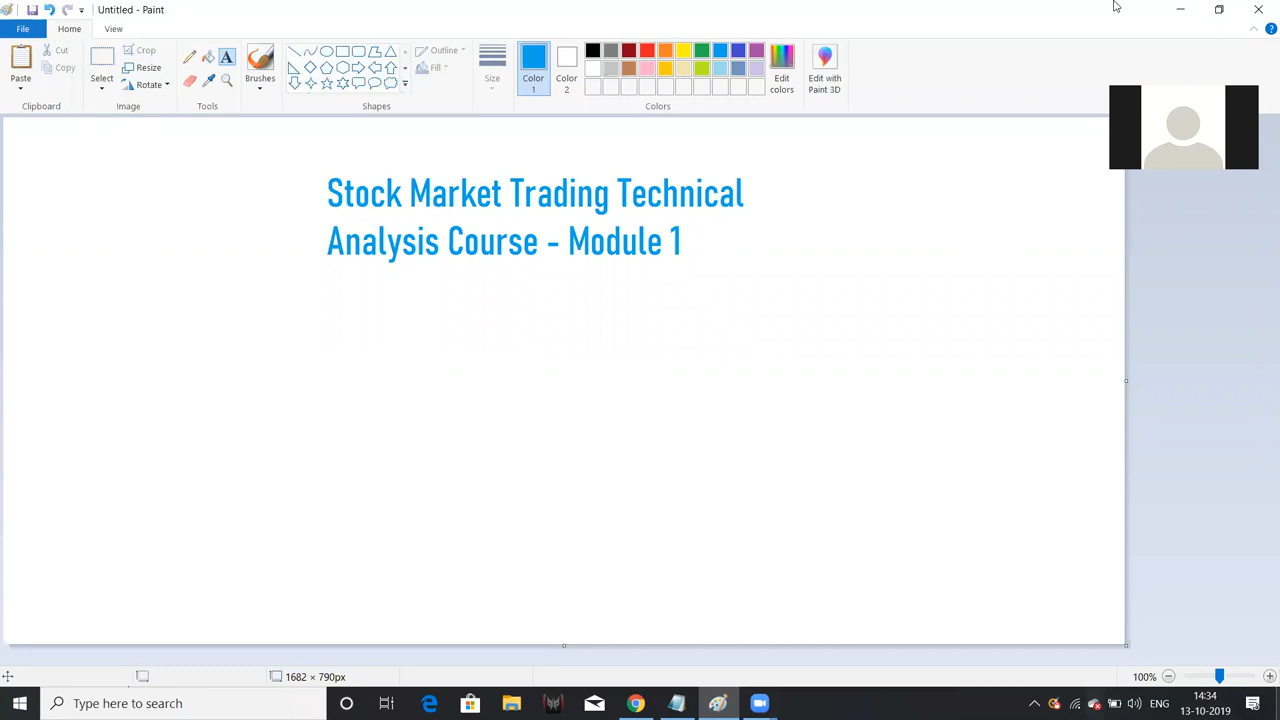 Untitled - Paint
File
Home
View
Paste
Cut
Copy
Clipboard
Select
Crop
Resize
Rotate
Image
Tools
Brushes
Outline
Fill
Shapes
Size
Color
1
Color
2
Edit
colors
Colors
Edit with
Paint 3D
Stock Market Trading Technical
Analysis Course - Module 1
1682 × 790px
100%
Type here to search
ENG
14:34
13-10-2019